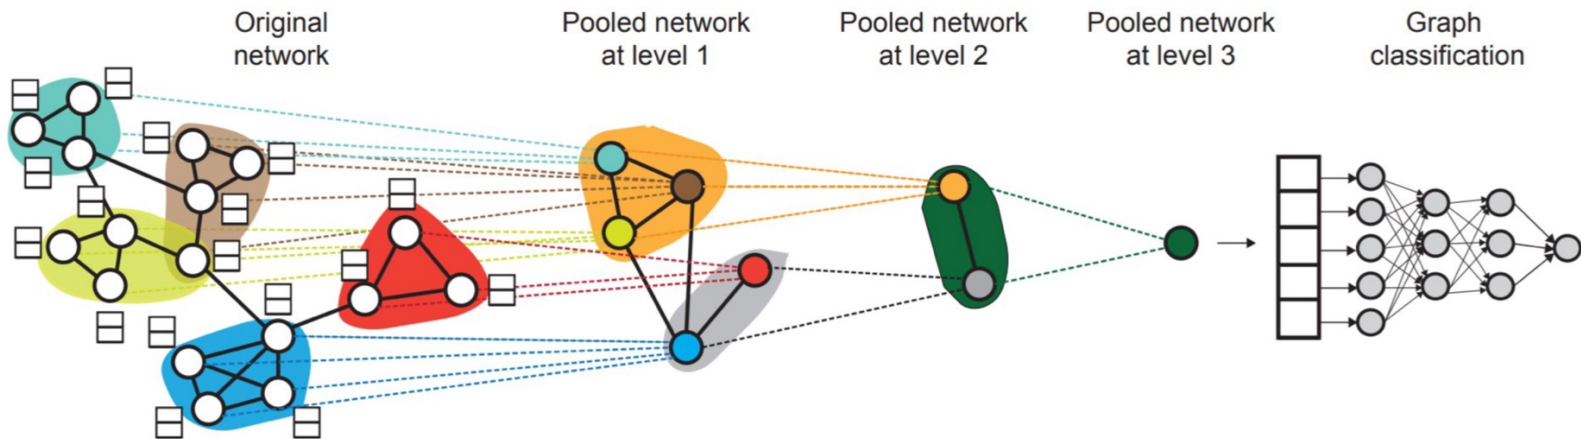 Original
network
Pooled network
at level 1
Pooled network
at level 2
Pooled network
at level 3
Graph
classification